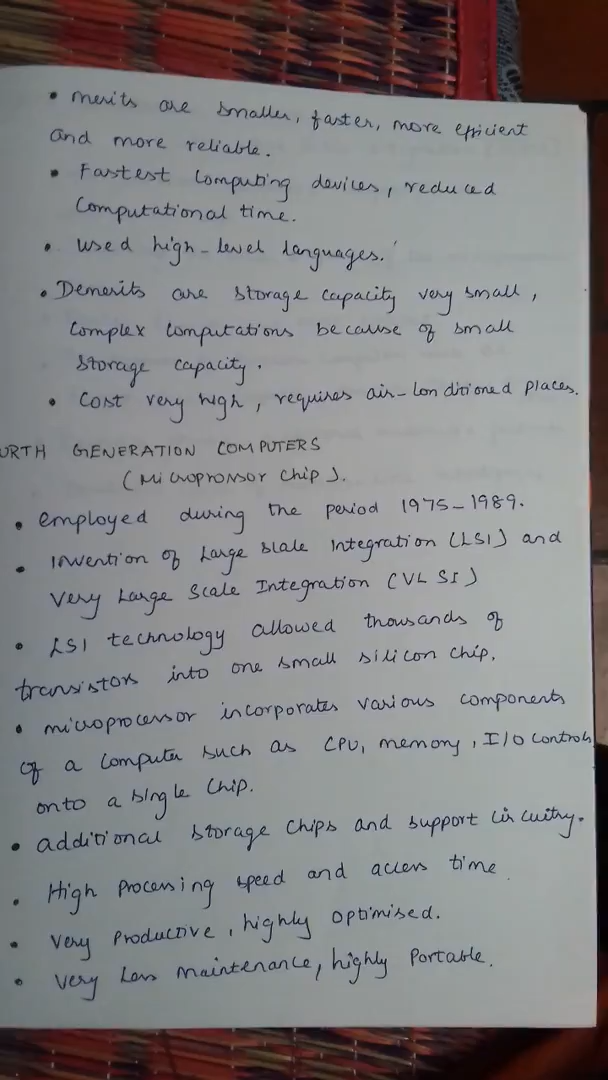 • merits are smaller, faster, more efficient
and more reliable.
• Fastest computing devices, reduced
computational time.
• used high-level languages.
• Demerits are storage capacity very small,
complex computations because of small
storage capacity.
• Cost very high, requires air-conditioned places.
URTH GENERATION COMPUTERS
(Microprossor chip).
• employed during the period 1975-1989.
• invention of Large scale Integration (LSI) and
Very Large Scale Integration (VLSI)
• LSI technology allowed thousands of
transistors into one small silicon chip.
• microprocessor incorporates various components
of a computer such as CPU, memory, I/O controls
onto a single chip.
• additional storage chips and support circuitry.
• High Processing speed and access time
• Very Productive, highly optimised.
• Very Less maintenance, highly Portable.